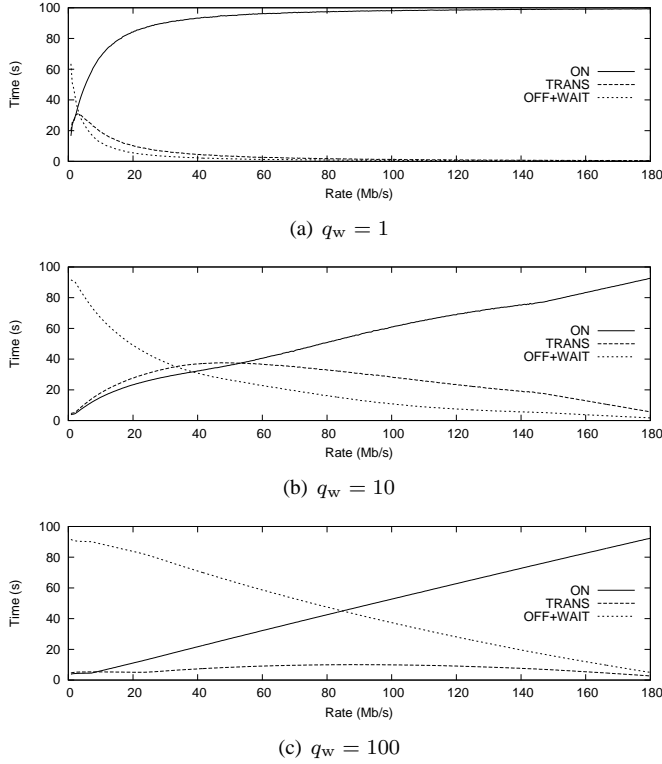 100
80
60
40
20
0
Time (s)
ON
TRANS
OFF+WAIT
0 20 40 60 80 100 120 140 160 180
Rate (Mb/s)
(a) q_w = 1
100
80
60
40
20
0
Time (s)
ON
TRANS
OFF+WAIT
0 20 40 60 80 100 120 140 160 180
Rate (Mb/s)
(b) q_w = 10
100
80
60
40
20
0
Time (s)
ON
TRANS
OFF+WAIT
0 20 40 60 80 100 120 140 160 180
Rate (Mb/s)
(c) q_w = 100